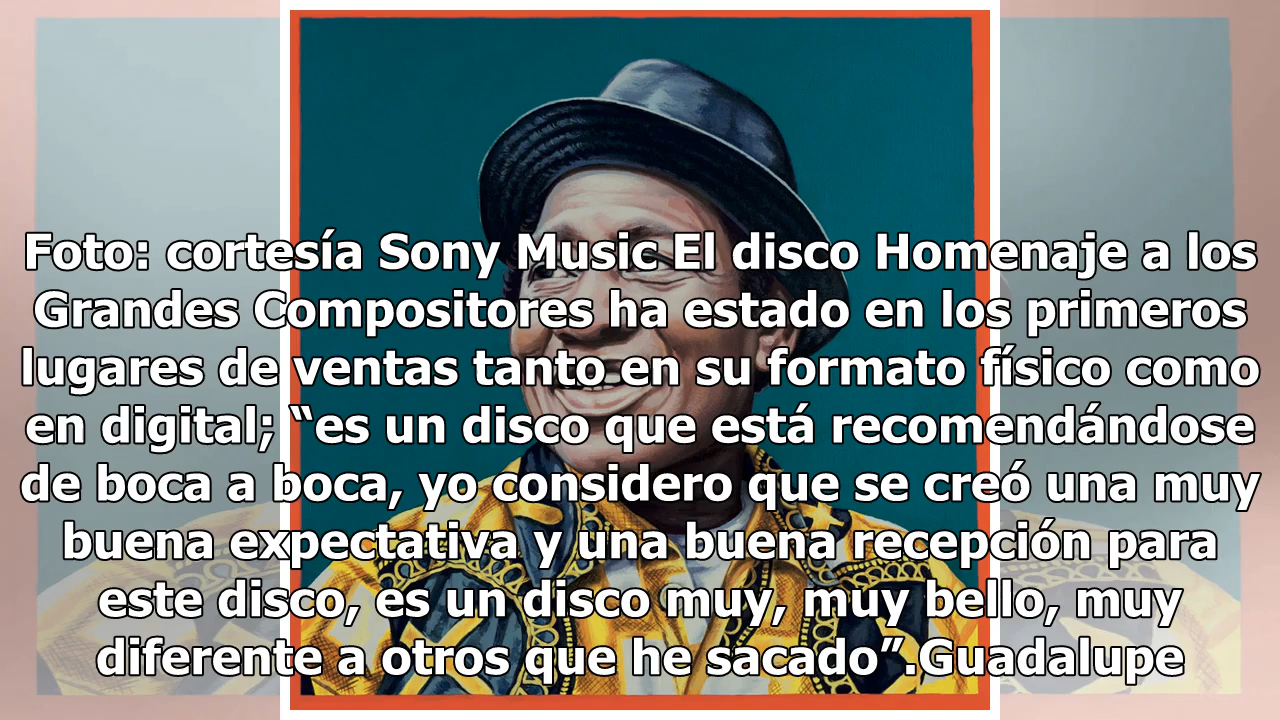 Foto: cortesía Sony Music El disco Homenaje a los
Grandes Compositores ha estado en los primeros
lugares de ventas tanto en su formato físico como
en digital; “es un disco que está recomendándose
de boca a boca, yo considero que se creó una muy
buena expectativa y una buena recepción para
este disco, es un disco muy, muy bello, muy
diferente a otros que he sacado”.Guadalupe